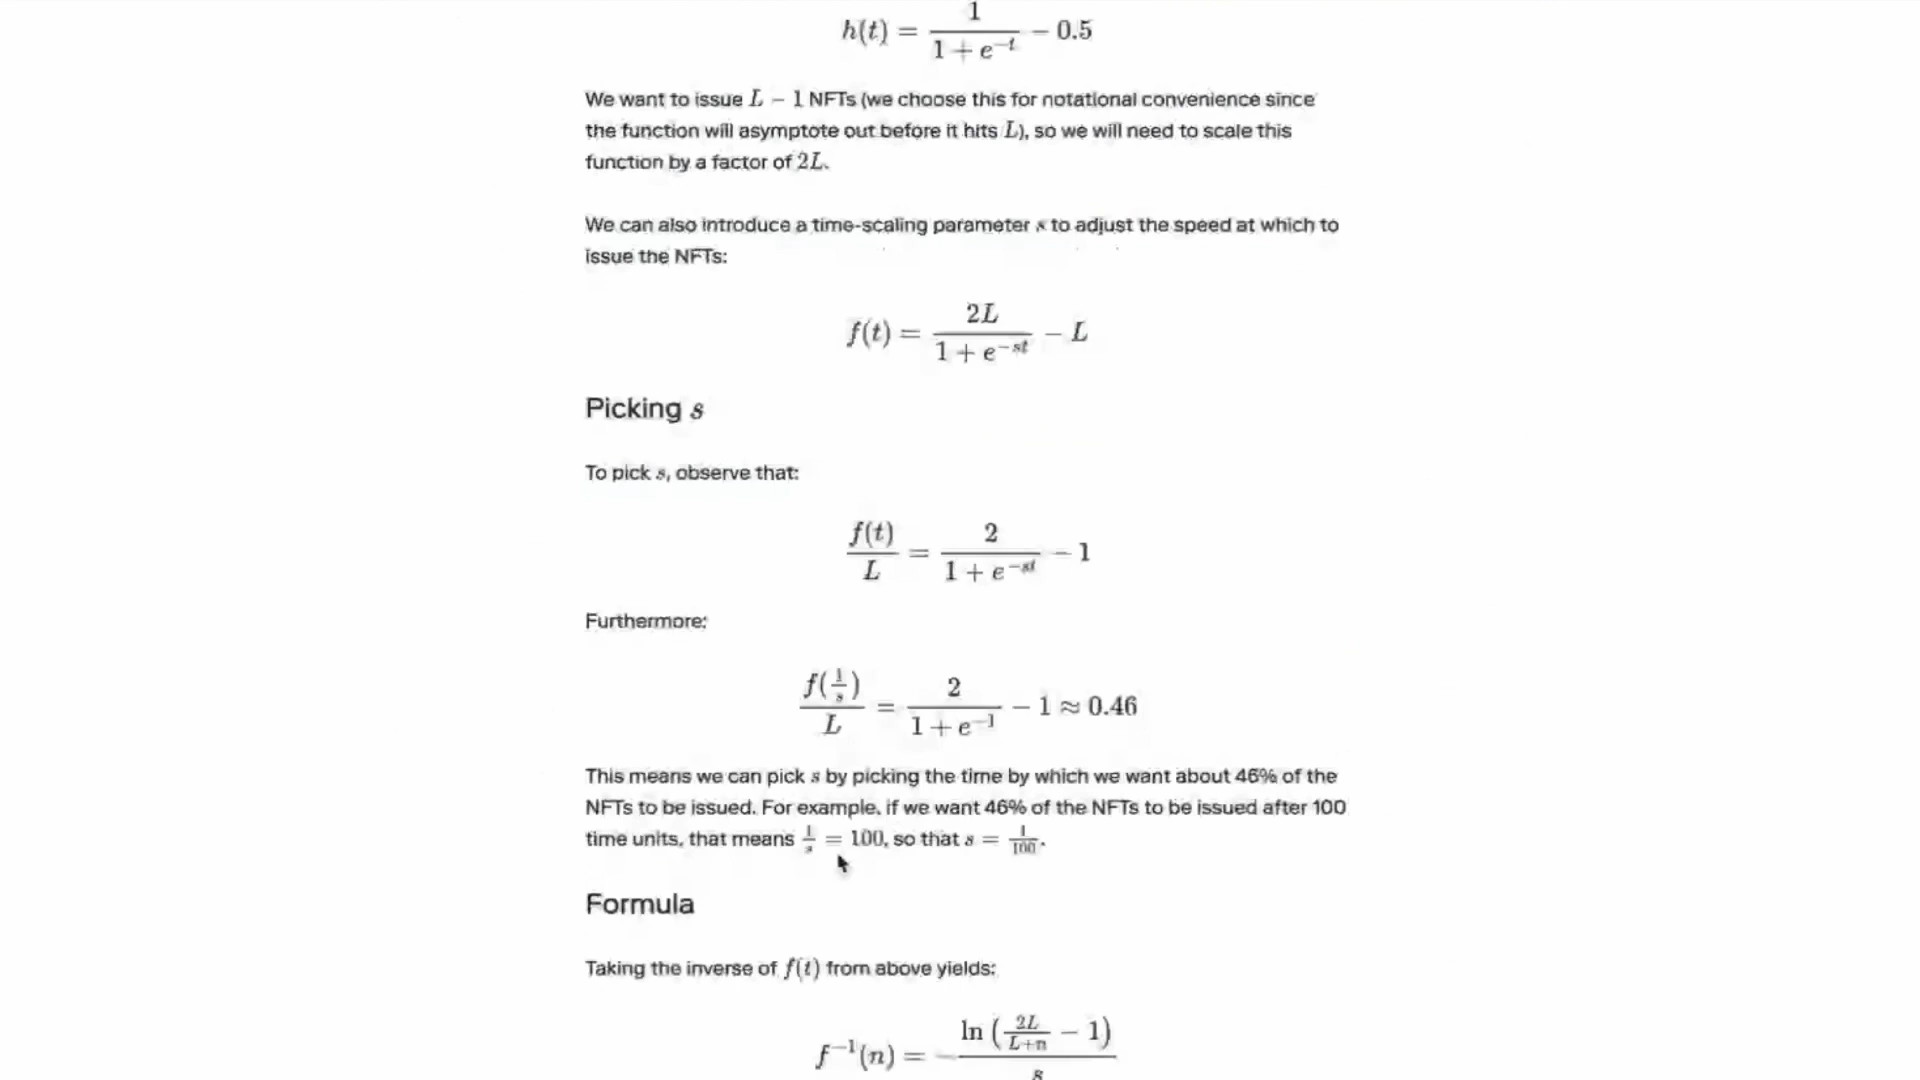 h(t) = 1 / (1 + e^{-t}) − 0.5
We want to issue L − 1 NFTs (we choose this for notational convenience since
the function will asymptote out before it hits L), so we will need to scale this
function by a factor of 2L.
We can also introduce a time-scaling parameter s to adjust the speed at which to
issue the NFTs:
f(t) = 2L / (1 + e^{-st}) − L
Picking s
To pick s, observe that:
f(t) / L = 2 / (1 + e^{-st}) − 1
Furthermore:
f(1/s) / L = 2 / (1 + e^{-1}) − 1 ≈ 0.46
This means we can pick s by picking the time by which we want about 46% of the
NFTs to be issued. For example, if we want 46% of the NFTs to be issued after 100
time units, that means 1/s = 100, so that s = 1/100.
Formula
Taking the inverse of f(t) from above yields:
f^{-1}(n) = − ln(2L / (L+n) − 1) / s